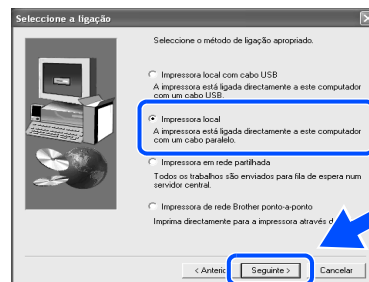 Seleccione a ligação
Seleccione o método de ligação apropriado.
Impressora local com cabo USB
A impressora está ligada directamente a este computador
com um cabo USB.
Impressora local
A impressora está ligada directamente a este computador
com um cabo paralelo.
Impressora em rede partilhada
Todos os trabalhos são enviados para fila de espera num
servidor central.
Impressora de rede Brother ponto-a-ponto
Imprima directamente para a impressora através
Seguinte >
Cancelar